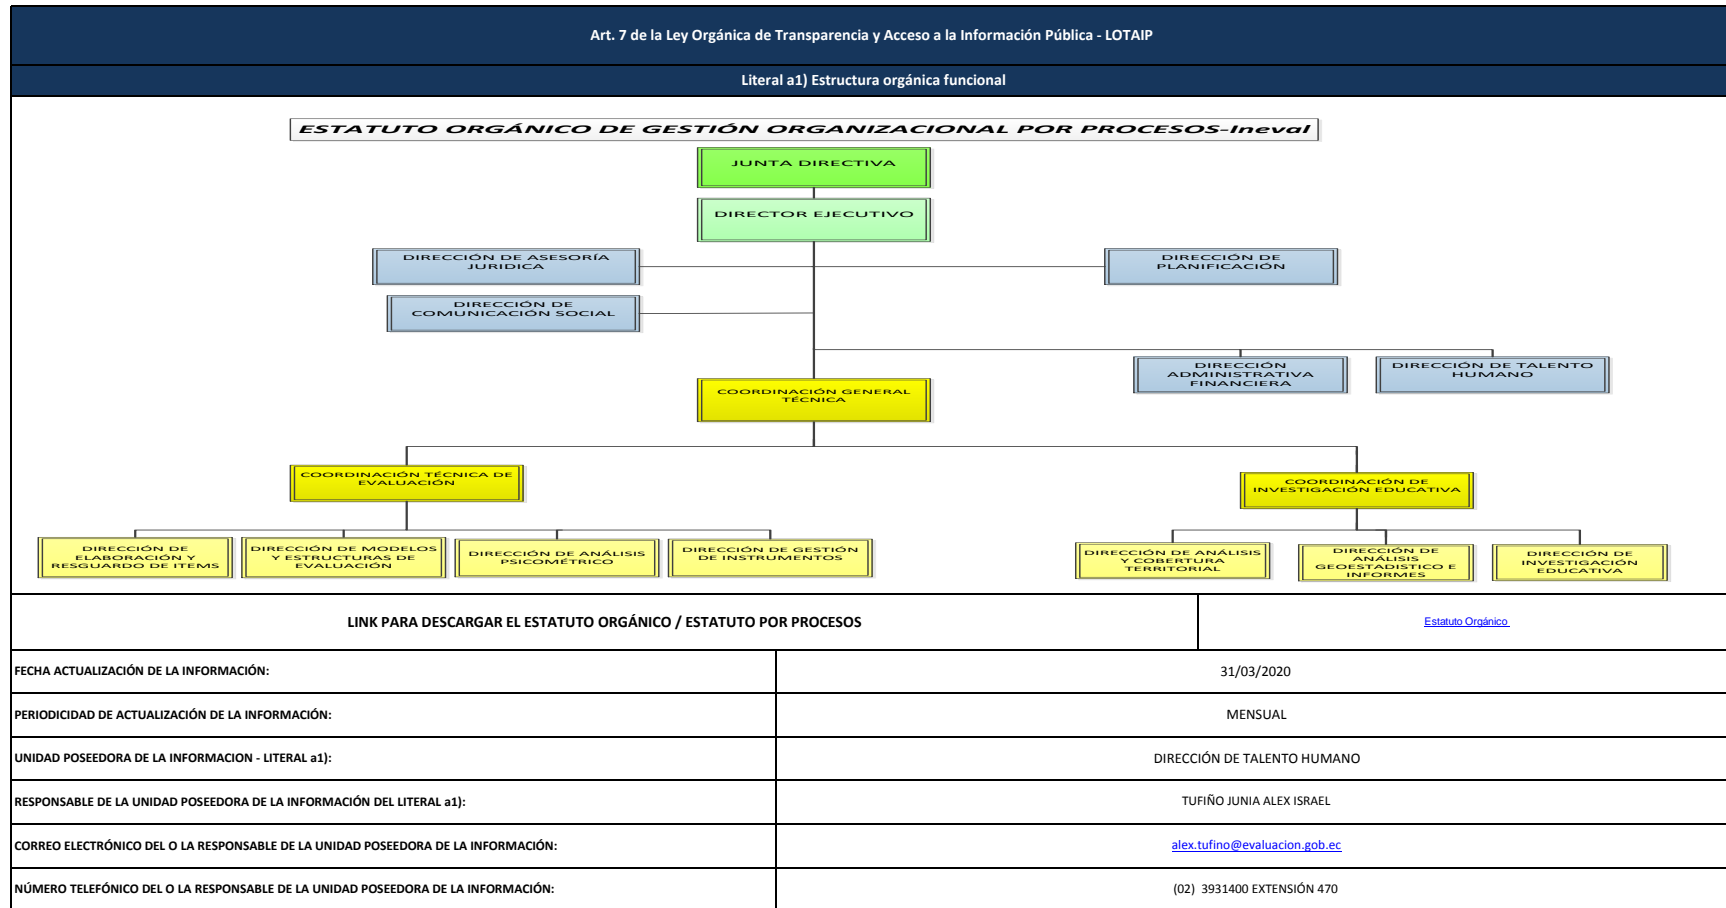 Art. 7 de la Ley Orgánica de Transparencia y Acceso a la Información Pública - LOTAIP
Literal a1) Estructura orgánica funcional
ESTATUTO ORGÁNICO DE GESTIÓN ORGANIZACIONAL POR PROCESOS-Ineval
JUNTA DIRECTIVA
DIRECTOR EJECUTIVO
DIRECCIÓN DE ASESORÍA
JURIDICA
DIRECCIÓN DE
PLANIFICACIÓN
DIRECCIÓN DE
COMUNICACIÓN SOCIAL
DIRECCIÓN
ADMINISTRATIVA
FINANCIERA
DIRECCIÓN DE TALENTO
HUMANO
COORDINACIÓN GENERAL
TÉCNICA
COORDINACIÓN TÉCNICA DE
EVALUACIÓN
COORDINACIÓN DE
INVESTIGACIÓN EDUCATIVA
DIRECCIÓN DE
ELABORACIÓN Y
RESGUARDO DE ITEMS
DIRECCIÓN DE MODELOS
Y ESTRUCTURAS DE
EVALUACIÓN
DIRECCIÓN DE ANÁLISIS
PSICOMÉTRICO
DIRECCIÓN DE GESTIÓN
DE INSTRUMENTOS
DIRECCIÓN DE ANÁLISIS
Y COBERTURA
TERRITORIAL
DIRECCIÓN DE
ANÁLISIS
GEOESTADISTICO E
INFORMES
DIRECCIÓN DE
INVESTIGACIÓN
EDUCATIVA
LINK PARA DESCARGAR EL ESTATUTO ORGÁNICO / ESTATUTO POR PROCESOS
Estatuto Orgánico
FECHA ACTUALIZACIÓN DE LA INFORMACIÓN:
31/03/2020
PERIODICIDAD DE ACTUALIZACIÓN DE LA INFORMACIÓN:
MENSUAL
UNIDAD POSEEDORA DE LA INFORMACION - LITERAL a1):
DIRECCIÓN DE TALENTO HUMANO
RESPONSABLE DE LA UNIDAD POSEEDORA DE LA INFORMACIÓN DEL LITERAL a1):
TUFIÑO JUNIA ALEX ISRAEL
CORREO ELECTRÓNICO DEL O LA RESPONSABLE DE LA UNIDAD POSEEDORA DE LA INFORMACIÓN:
alex.tufino@evaluacion.gob.ec
NÚMERO TELEFÓNICO DEL O LA RESPONSABLE DE LA UNIDAD POSEEDORA DE LA INFORMACIÓN:
(02) 3931400 EXTENSIÓN 470